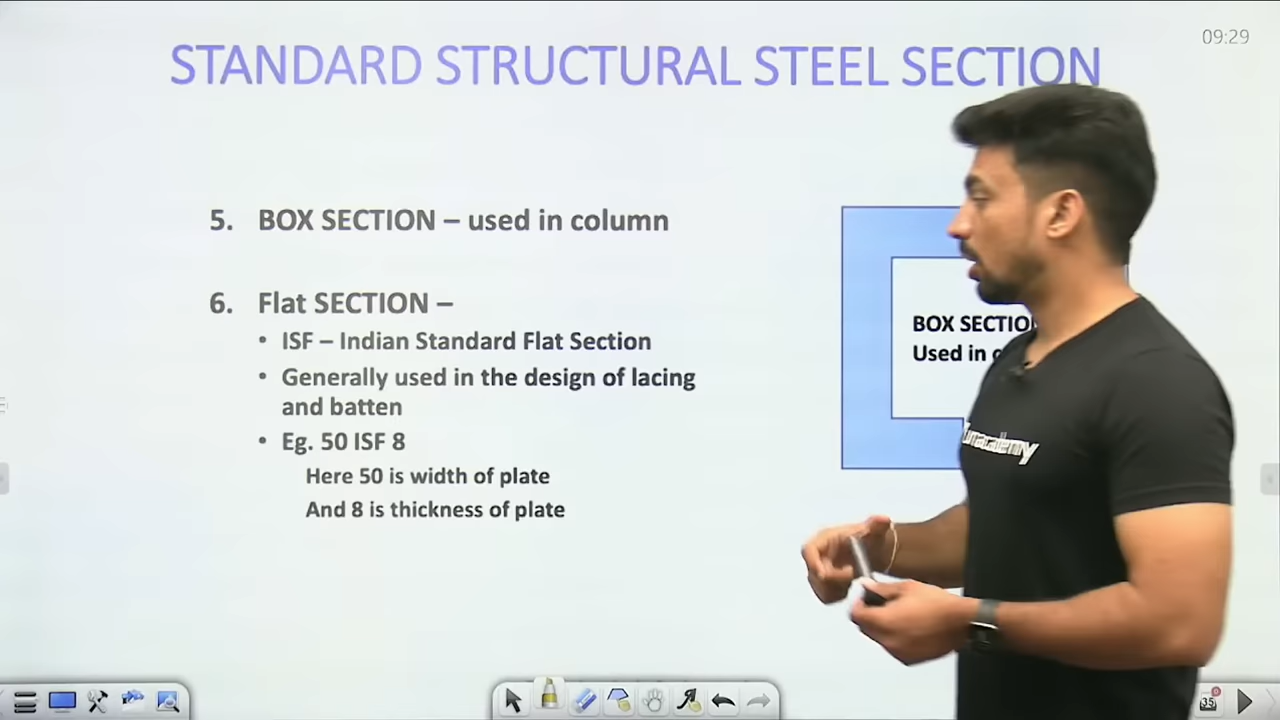 09:29
STANDARD STRUCTURAL STEEL SECTION
5. BOX SECTION – used in column
6. Flat SECTION –
• ISF – Indian Standard Flat Section
• Generally used in the design of lacing
and batten
• Eg. 50 ISF 8
Here 50 is width of plate
And 8 is thickness of plate
BOX SECTIO
Used in c
unacademy
35